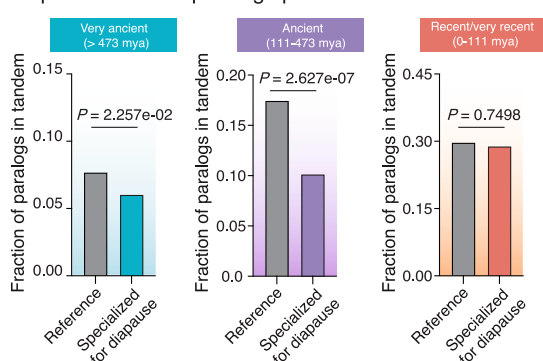 Very ancient
(> 473 mya)
Ancient
(111-473 mya)
Recent/very recent
(0-111 mya)
Fraction of paralogs in tandem
0.15
0.10
0.05
0.00
P = 2.257e-02
Reference
Specialized
for diapause
Fraction of paralogs in tandem
0.20
0.15
0.10
0.05
0.0
P = 2.627e-07
Reference
Specialized
for diapause
Fraction of paralogs in tandem
0.45
0.30
0.15
0.00
P = 0.7498
Reference
Specialized
for diapause